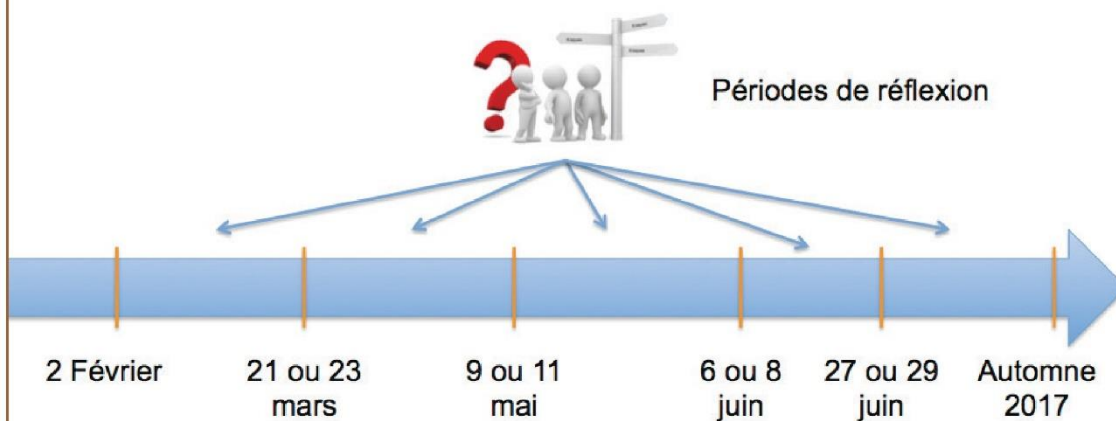 Périodes de réflexion
2 Février
21 ou 23
mars
9 ou 11
mai
6 ou 8
juin
27 ou 29
juin
Automne
2017